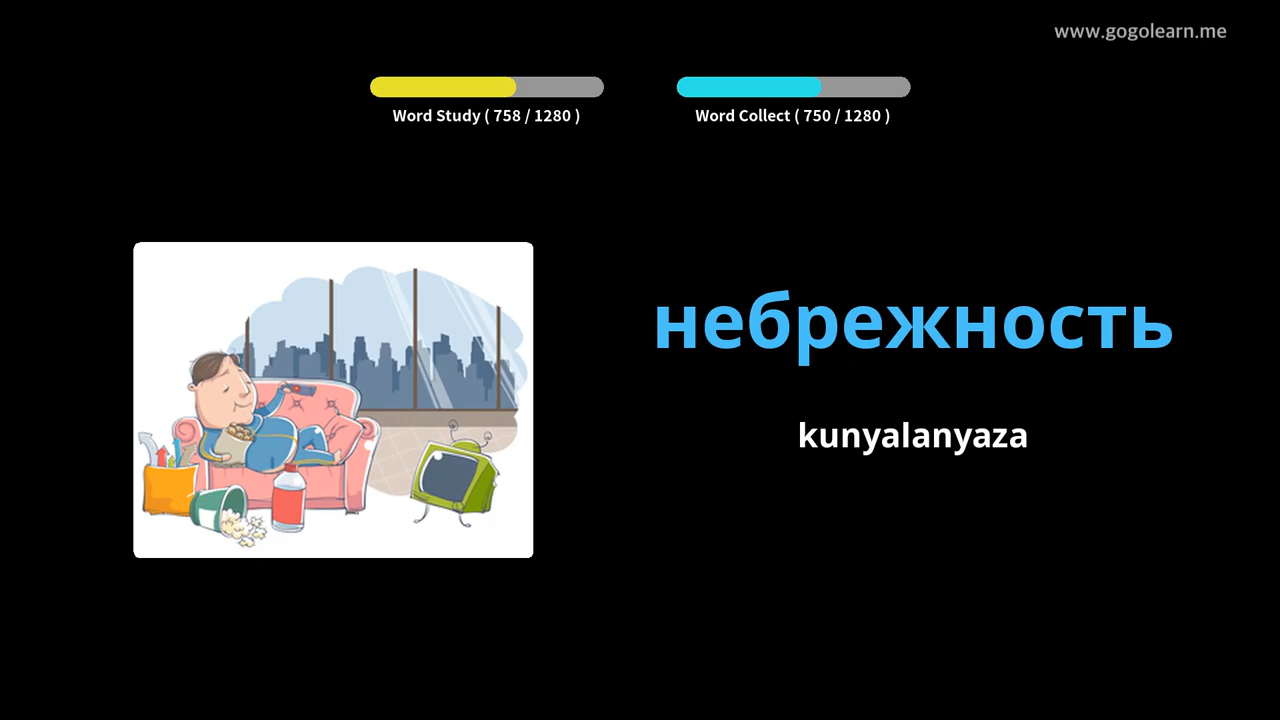 www.gogolearn.me
Word Study ( 758 / 1280 )
Word Collect ( 750 / 1280 )
небрежность
kunyalanyaza